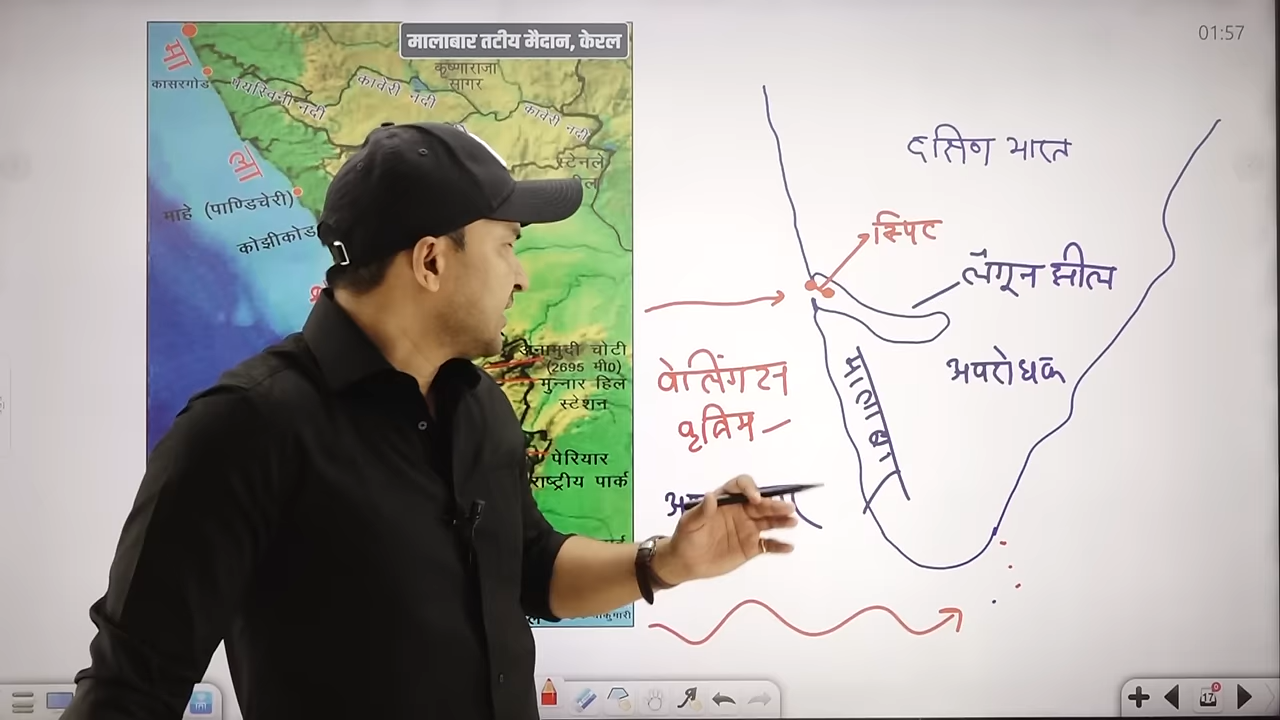 मालाबार तटीय मैदान, केरल
01:57
मा
कासरगोड
पयस्विनी नदी
कावेरी नदी
कृष्णाराजा
सागर
कावेरी नदी
ला
माहे (पाण्डिचेरी)
कोझीकोड
अनामुदी चोटी
(2695 मी0)
मुन्नार हिल
स्टेशन
पेरियार
राष्ट्रीय पार्क
दक्षिण भारत
स्पिट
लैगून झील
अपरोधक
वेलिंगटन
कृत्रिम –
मालाबार
17